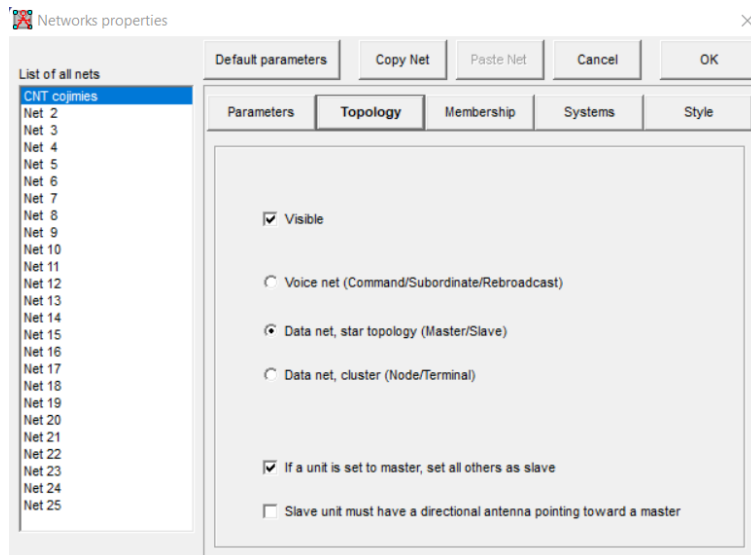 Networks properties
Default parameters
Copy Net
Paste Net
Cancel
OK
List of all nets
CNT cojimies
Net 2
Net 3
Net 4
Net 5
Net 6
Net 7
Net 8
Net 9
Net 10
Net 11
Net 12
Net 13
Net 14
Net 15
Net 16
Net 17
Net 18
Net 19
Net 20
Net 21
Net 22
Net 23
Net 24
Net 25
Parameters
Topology
Membership
Systems
Style
Visible
Voice net (Command/Subordinate/Rebroadcast)
Data net, star topology (Master/Slave)
Data net, cluster (Node/Terminal)
If a unit is set to master, set all others as slave
Slave unit must have a directional antenna pointing toward a master